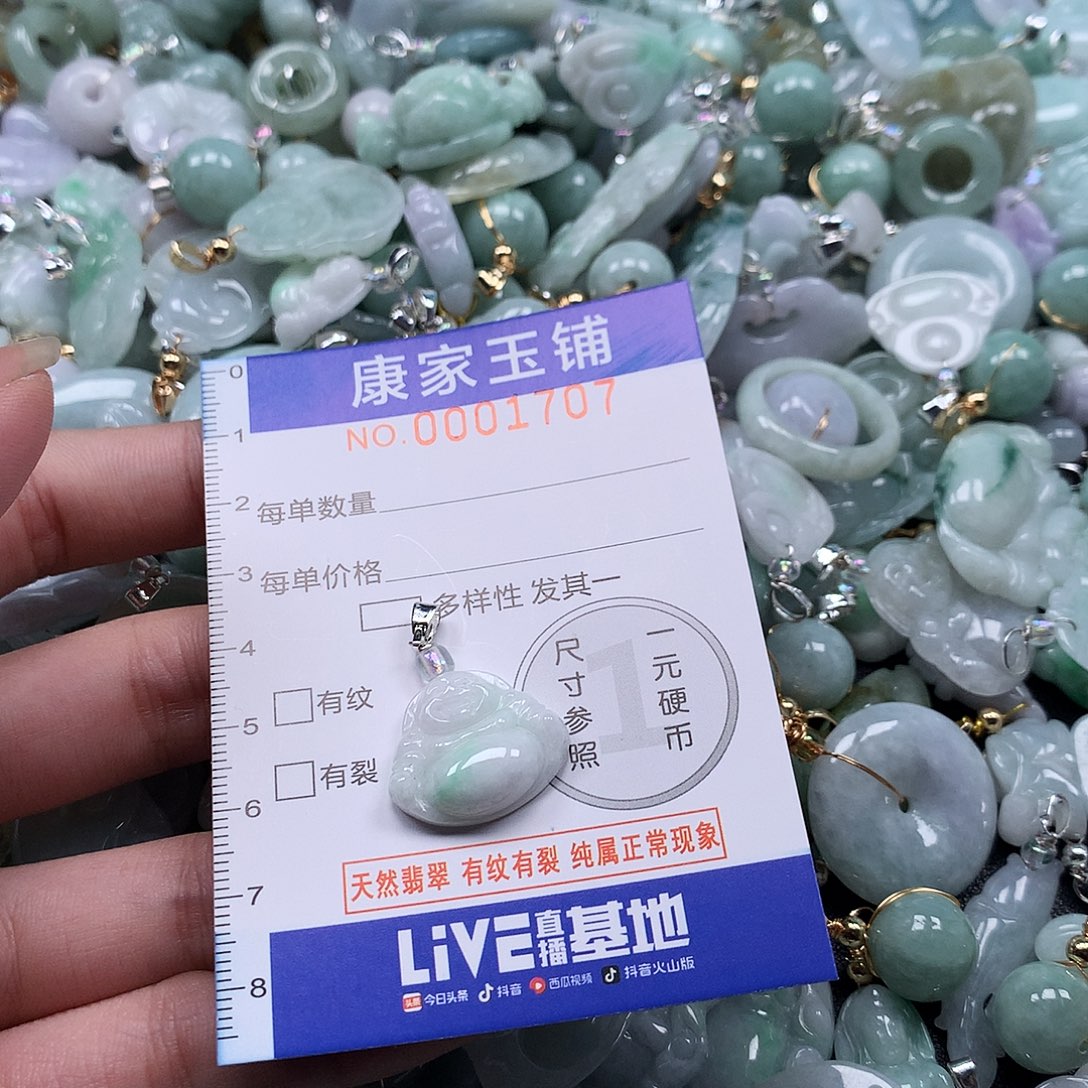 康家玉铺
NO.0001707
0
1
2
每单数量
3
每单价格
多样性 发其一
4
尺寸参照
1
一元硬币
有纹
5
有裂
6
天然翡翠 有纹有裂 纯属正常现象
7
LIVE直播基地
8
头条 今日头条 抖音 西瓜视频 抖音火山版